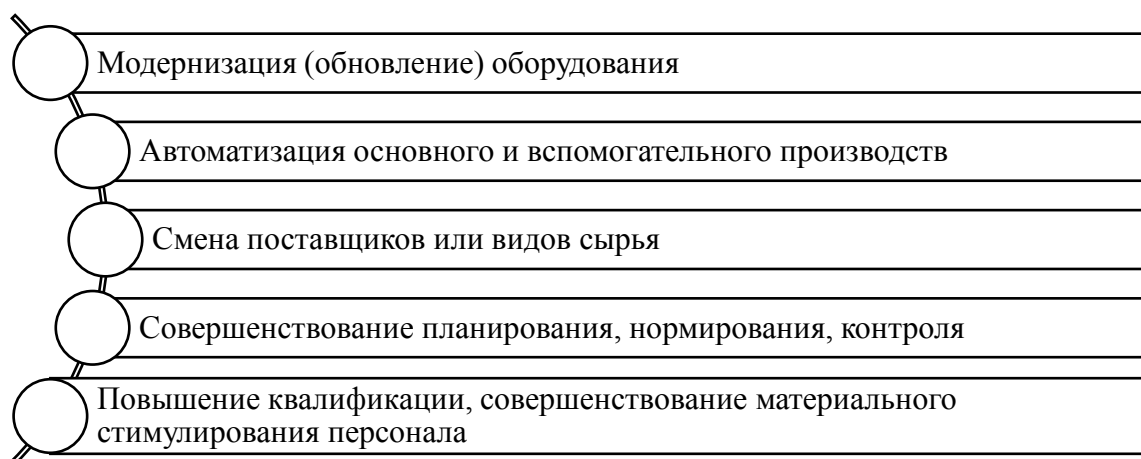 Модернизация (обновление) оборудования
Автоматизация основного и вспомогательного производств
Смена поставщиков или видов сырья
Совершенствование планирования, нормирования, контроля
Повышение квалификации, совершенствование материального
стимулирования персонала